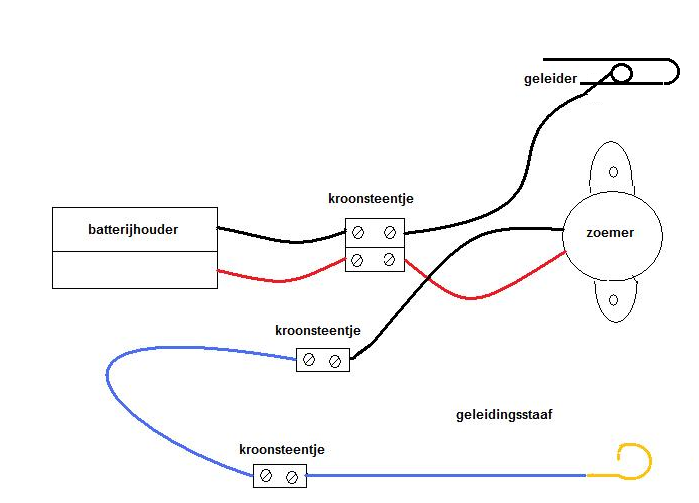 geleider
kroonsteentje
batterijhouder
zoemer
kroonsteentje
geleidingsstaaf
kroonsteentje